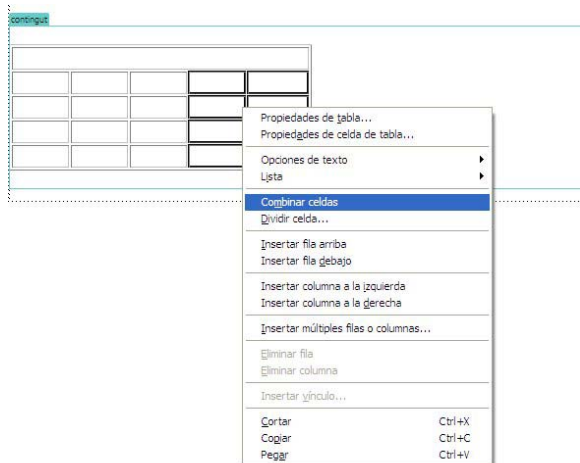 contingut
Propiedades de tabla...
Propiedades de celda de tabla...
Opciones de texto
Lista
Combinar celdas
Dividir celda...
Insertar fila arriba
Insertar fila debajo
Insertar columna a la izquierda
Insertar columna a la derecha
Insertar múltiples filas o columnas...
Eliminar fila
Eliminar columna
Insertar vínculo...
Cortar Ctrl+X
Copiar Ctrl+C
Pegar Ctrl+V